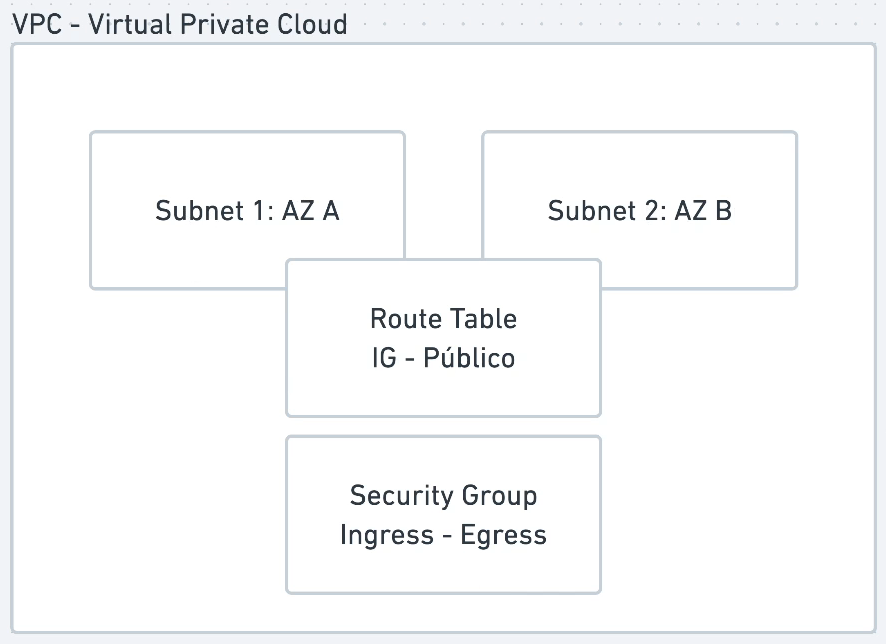 VPC - Virtual Private Cloud
Subnet 1: AZ A
Subnet 2: AZ B
Route Table
IG - Público
Security Group
Ingress - Egress